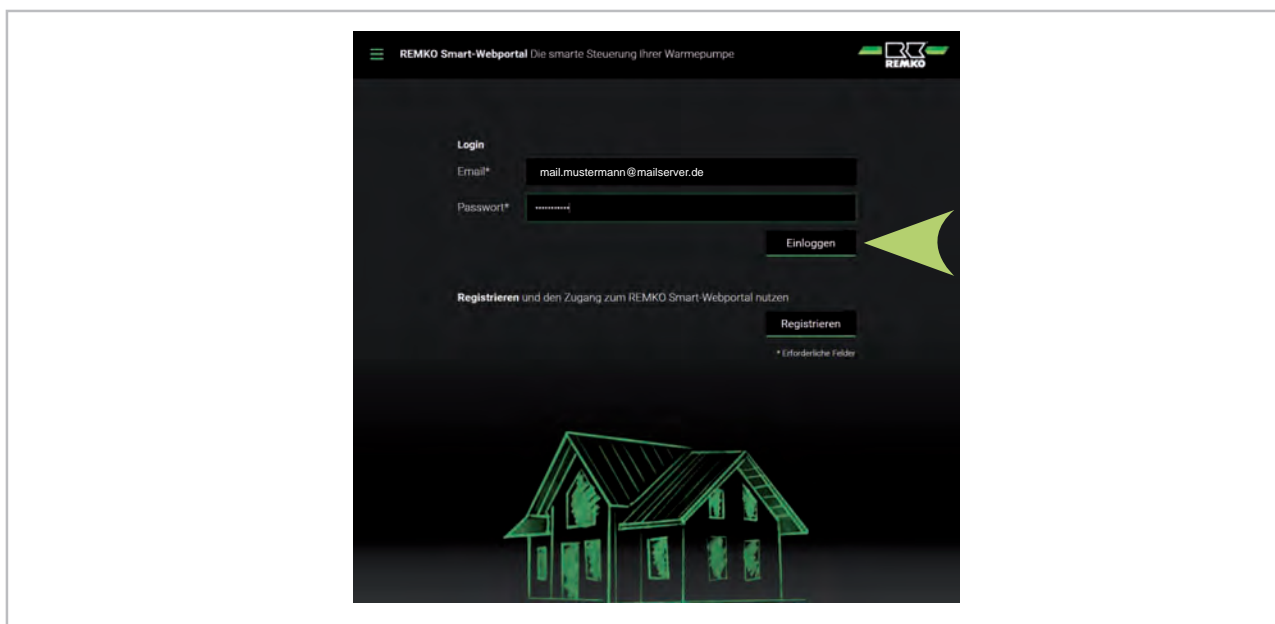 REMKO Smart-Webportal Die smarte Steuerung Ihrer Wärmepumpe
REMKO
Login
Email*
mail.mustermann@mailserver.de
Passwort*
Einloggen
Registrieren und den Zugang zum REMKO Smart-Webportal nutzen
Registrieren
* Erforderliche Felder